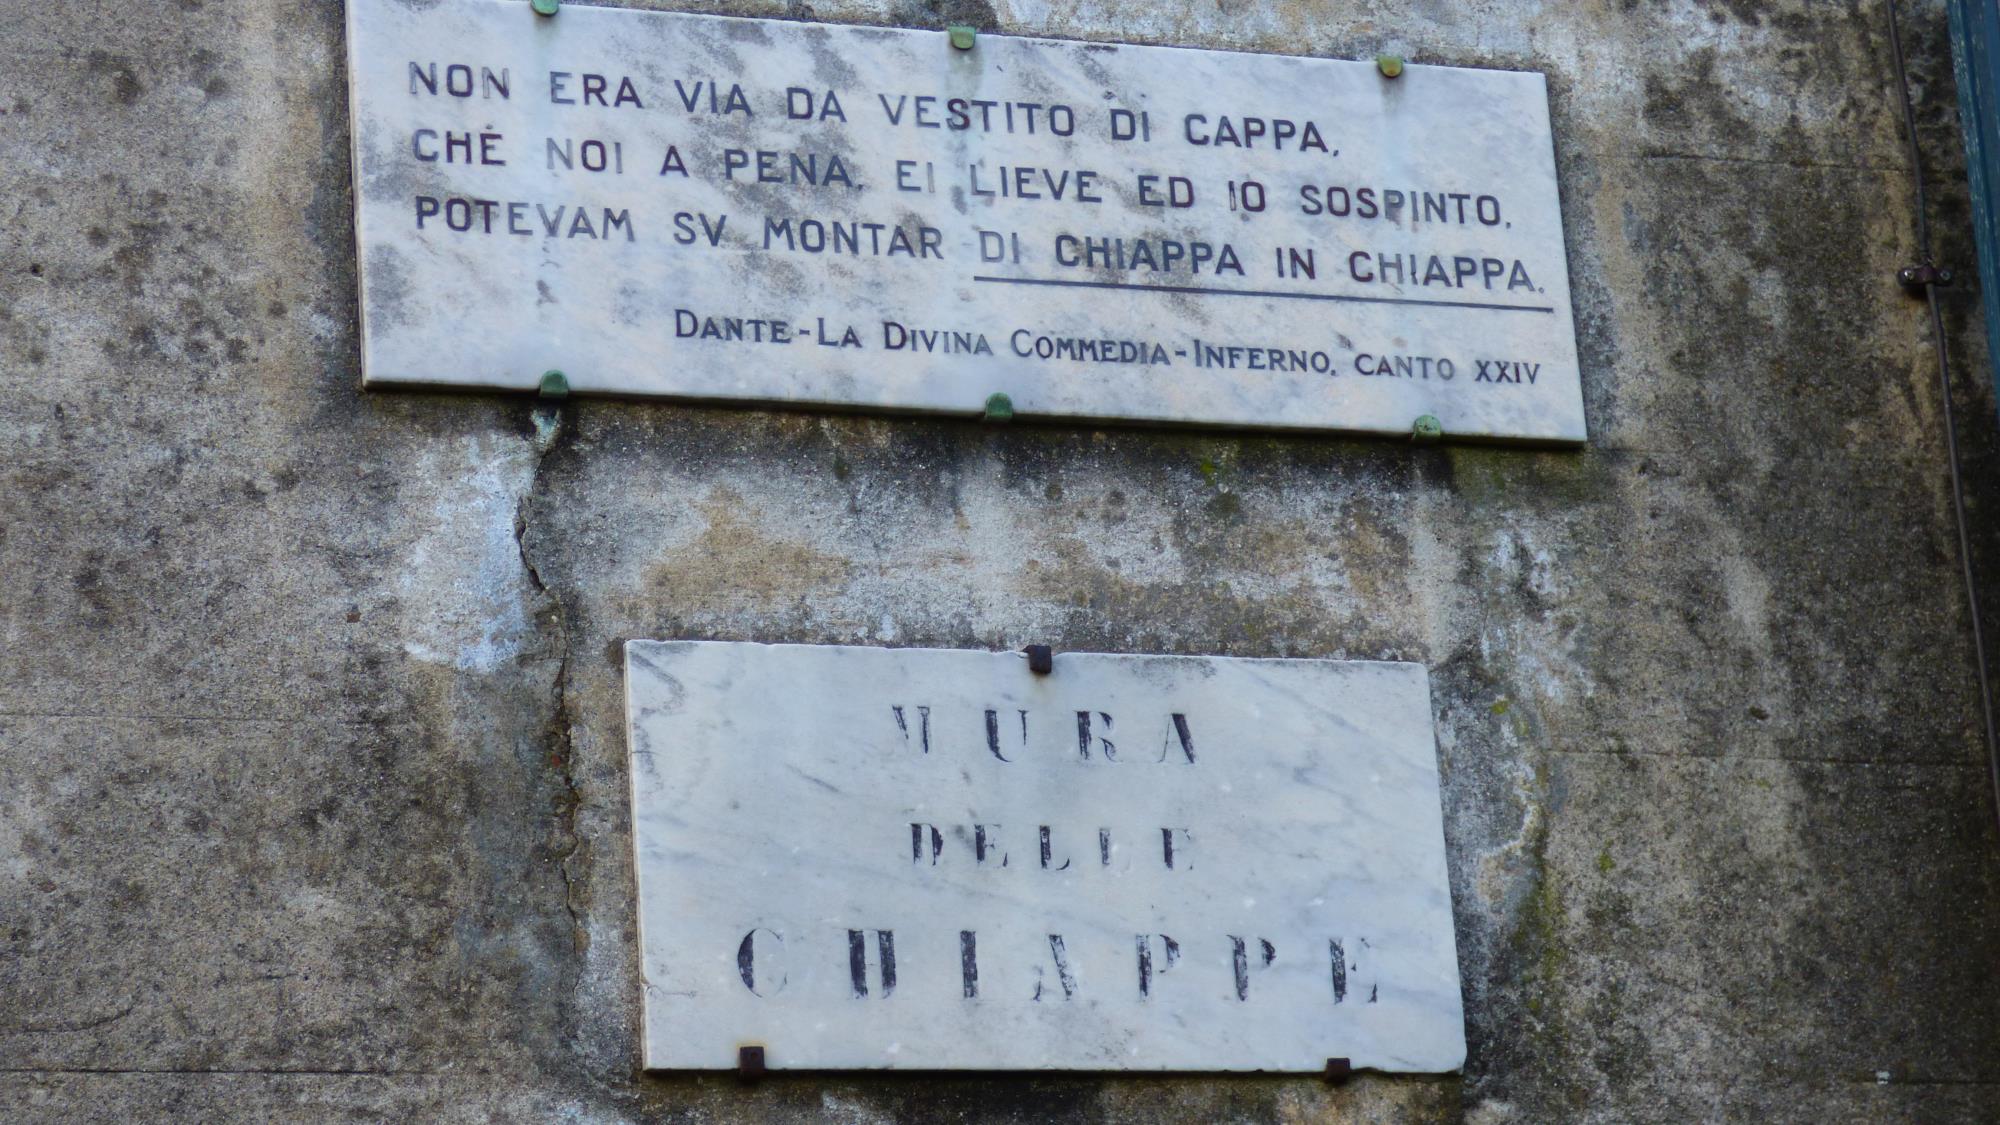 NON ERA VIA DA VESTITO DI CAPPA,
CHÉ NOI A PENA, EI LIEVE ED IO SOSPINTO,
POTEVAM SV MONTAR DI CHIAPPA IN CHIAPPA.
DANTE-LA DIVINA COMMEDIA-INFERNO, CANTO XXIV
MURA
DELLE
CHIAPPE